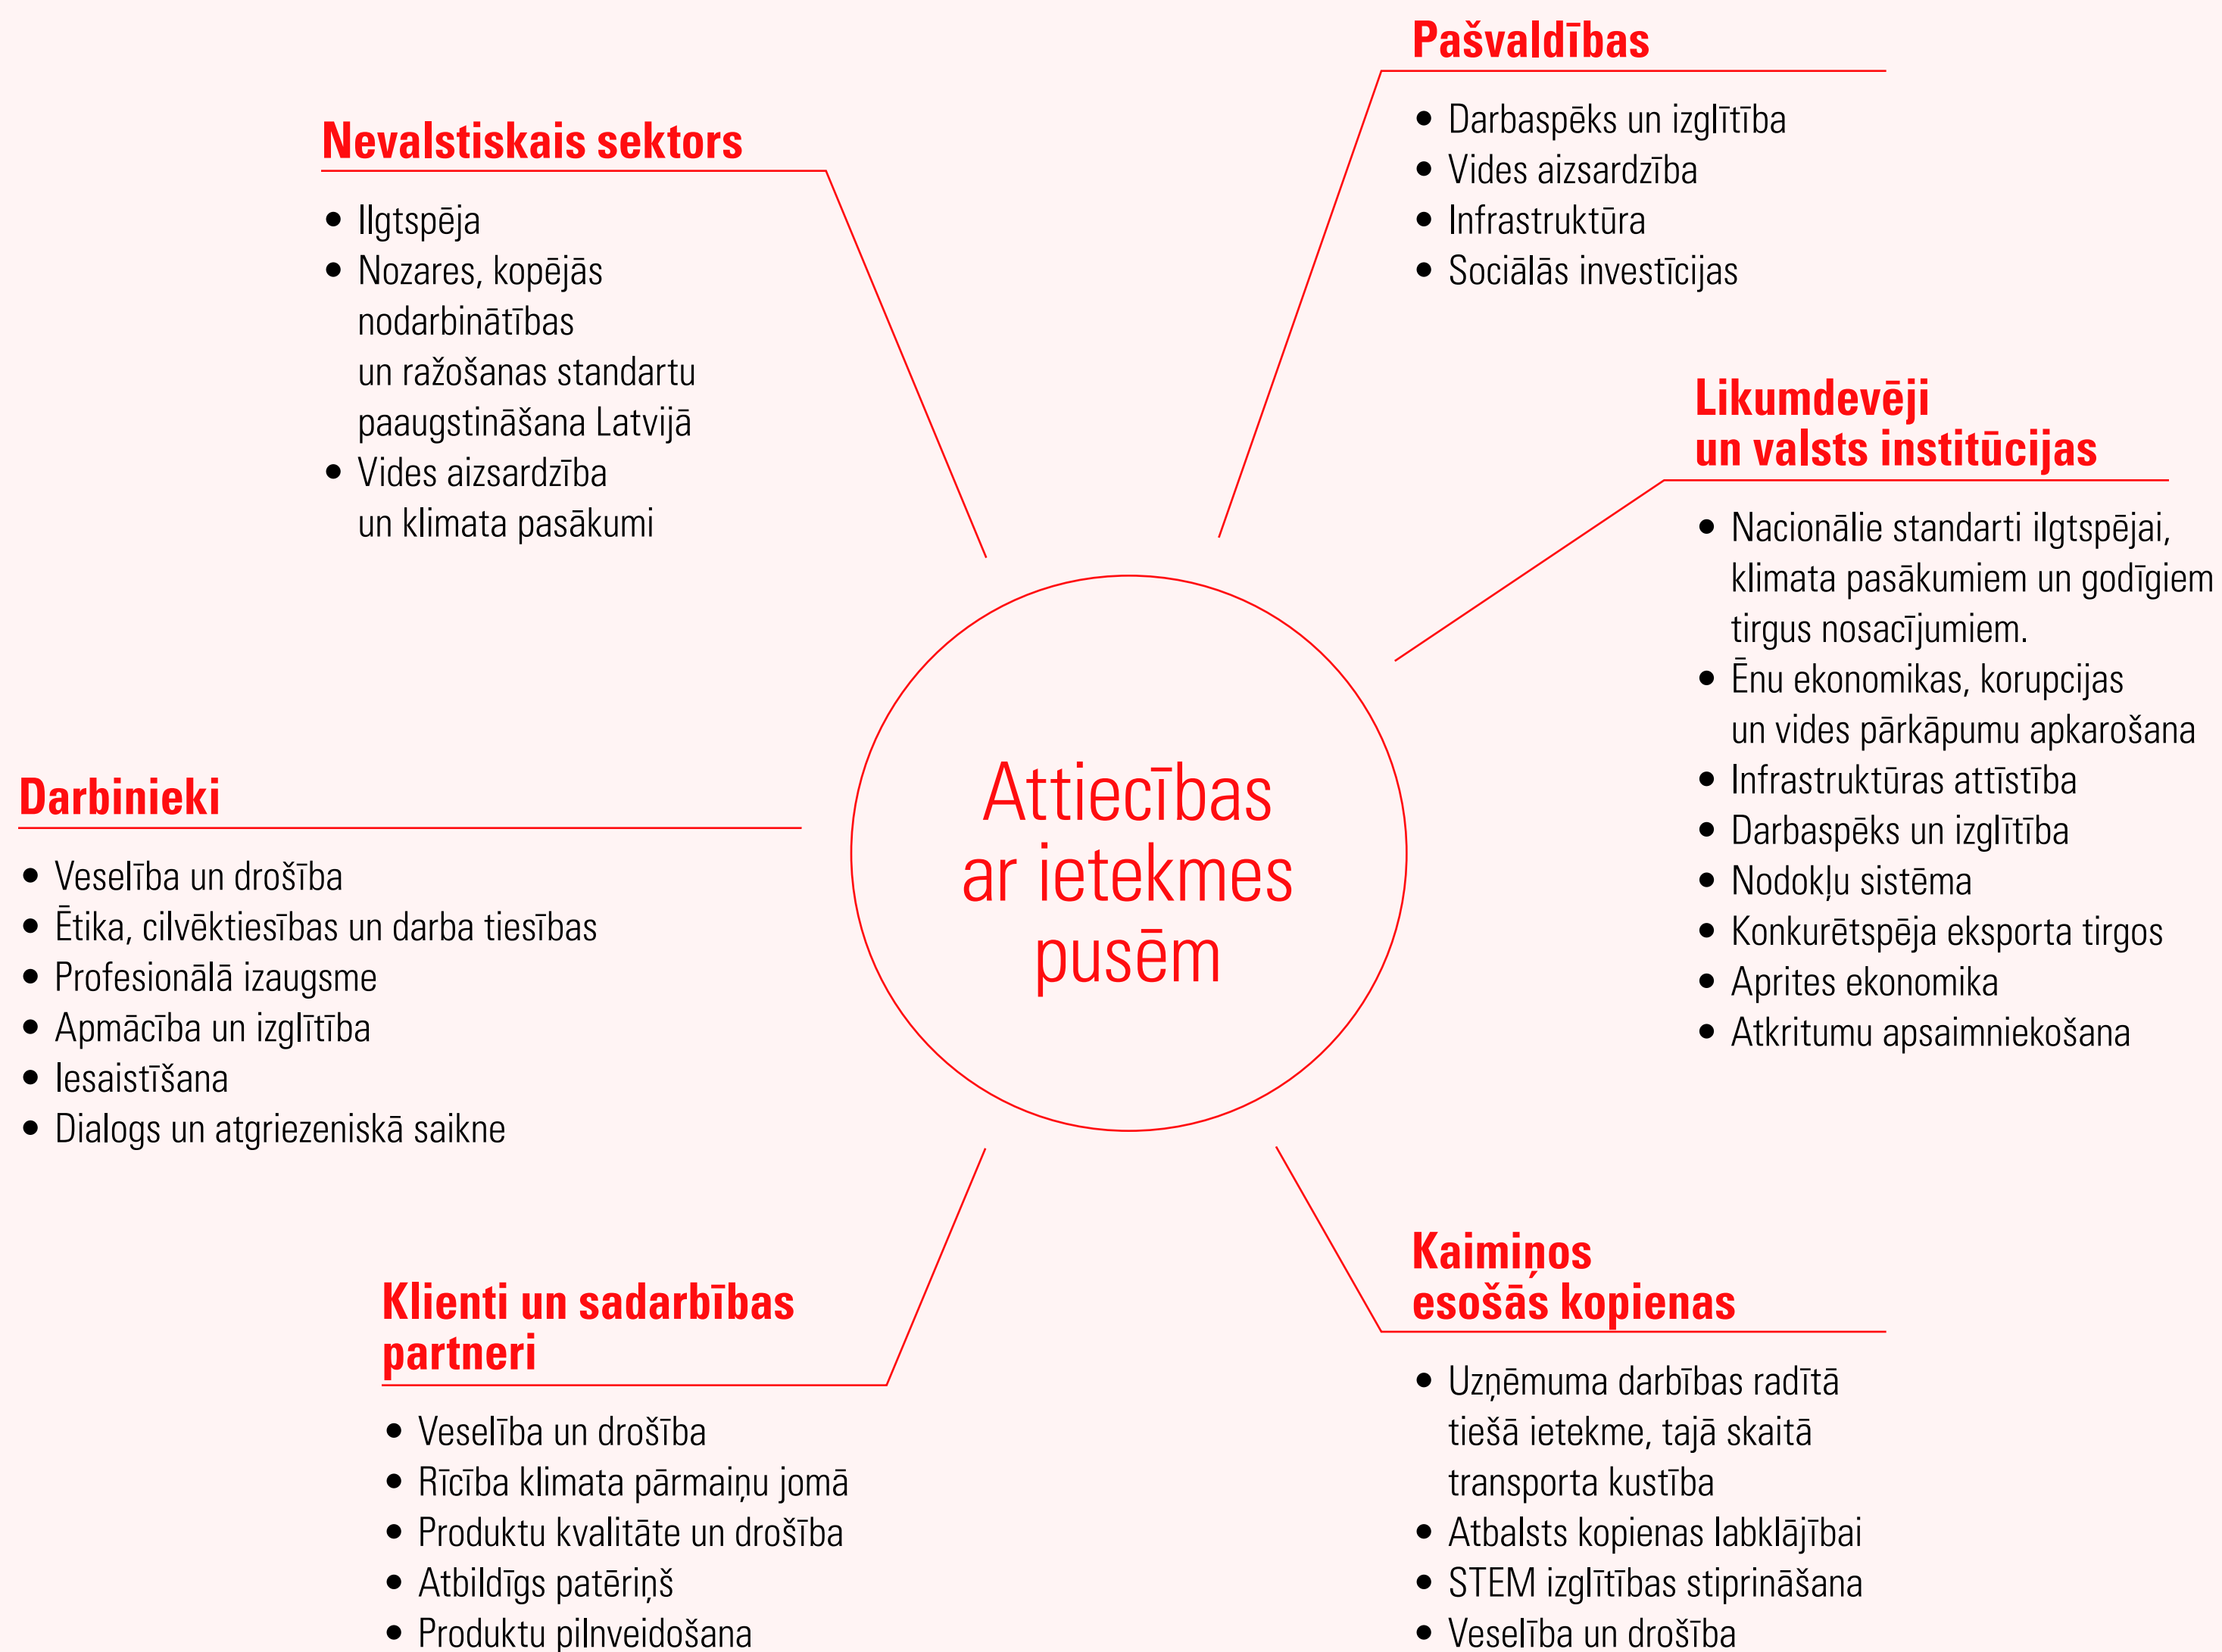 Pašvaldības
• Darbaspēks un izglītība
• Vides aizsardzība
• Infrastruktūra
• Sociālās investīcijas
Nevalstiskais sektors
• Ilgtspēja
• Nozares, kopējās
nodarbinātības
un ražošanas standartu
paaugstināšana Latvijā
• Vides aizsardzība
un klimata pasākumi
Likumdevēji
un valsts institūcijas
• Nacionālie standarti ilgtspējai,
klimata pasākumiem un godīgiem
tirgus nosacījumiem.
• Ēnu ekonomikas, korupcijas
un vides pārkāpumu apkarošana
• Infrastruktūras attīstība
• Darbaspēks un izglītība
• Nodokļu sistēma
• Konkurētspēja eksporta tirgos
• Aprites ekonomika
• Atkritumu apsaimniekošana
Attiecības
ar ietekmes
pusēm
Darbinieki
• Veselība un drošība
• Ētika, cilvēktiesības un darba tiesības
• Profesionālā izaugsme
• Apmācība un izglītība
• Iesaistīšana
• Dialogs un atgriezeniskā saikne
Klienti un sadarbības
partneri
• Veselība un drošība
• Rīcība klimata pārmaiņu jomā
• Produktu kvalitāte un drošība
• Atbildīgs patēriņš
• Produktu pilnveidošana
Kaimiņos
esošās kopienas
• Uzņēmuma darbības radītā
tiešā ietekme, tajā skaitā
transporta kustība
• Atbalsts kopienas labklājībai
• STEM izglītības stiprināšana
• Veselība un drošība